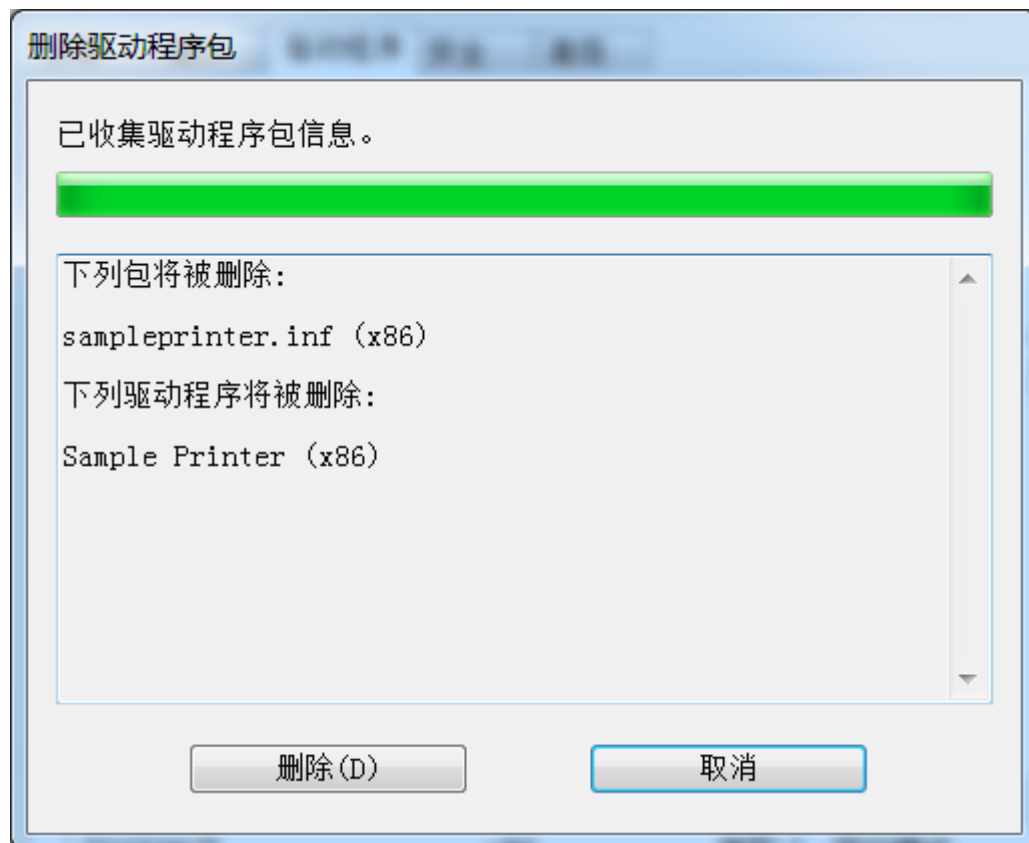 删除驱动程序包
已收集驱动程序包信息。
下列包将被删除:
sampleprinter.inf (x86)
下列驱动程序将被删除:
Sample Printer (x86)
删除(D)
取消